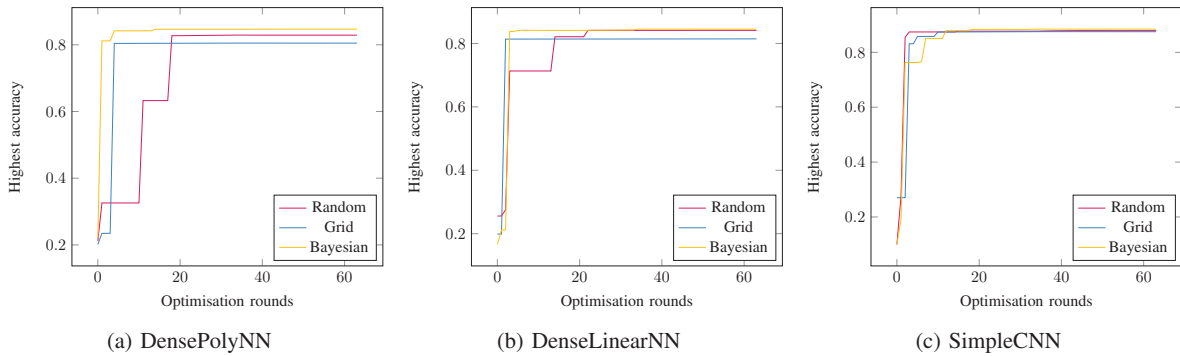 Highest accuracy
0.8
0.6
0.4
0.2
0
20
40
60
Optimisation rounds
Random
Grid
Bayesian
(a) DensePolyNN
Highest accuracy
0.8
0.6
0.4
0.2
0
20
40
60
Optimisation rounds
Random
Grid
Bayesian
(b) DenseLinearNN
Highest accuracy
0.8
0.6
0.4
0.2
0
20
40
60
Optimisation rounds
Random
Grid
Bayesian
(c) SimpleCNN